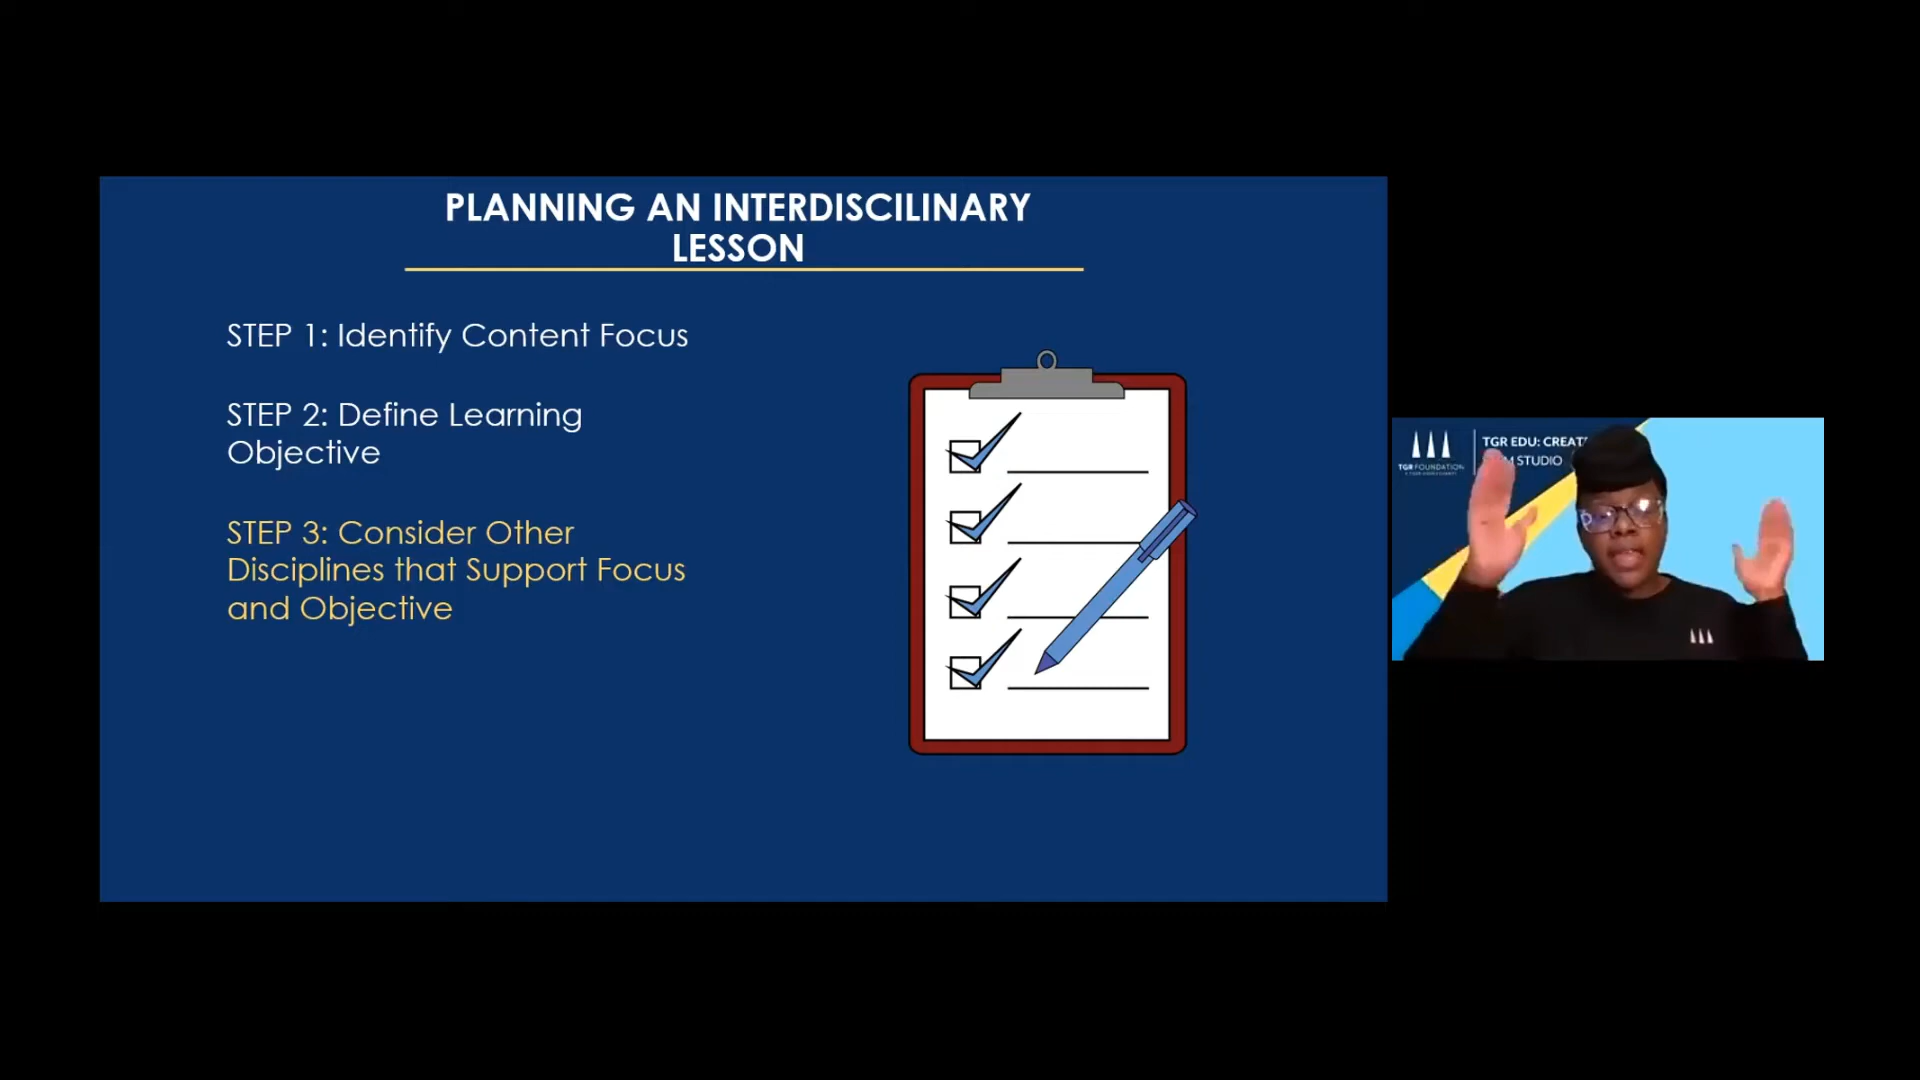 PLANNING AN INTERDISCILINARY
LESSON
STEP 1: Identify Content Focus
STEP 2: Define Learning
Objective
STEP 3: Consider Other
Disciplines that Support Focus
and Objective
TGR EDU: CREAT
STUDIO
TGR FOUNDATION